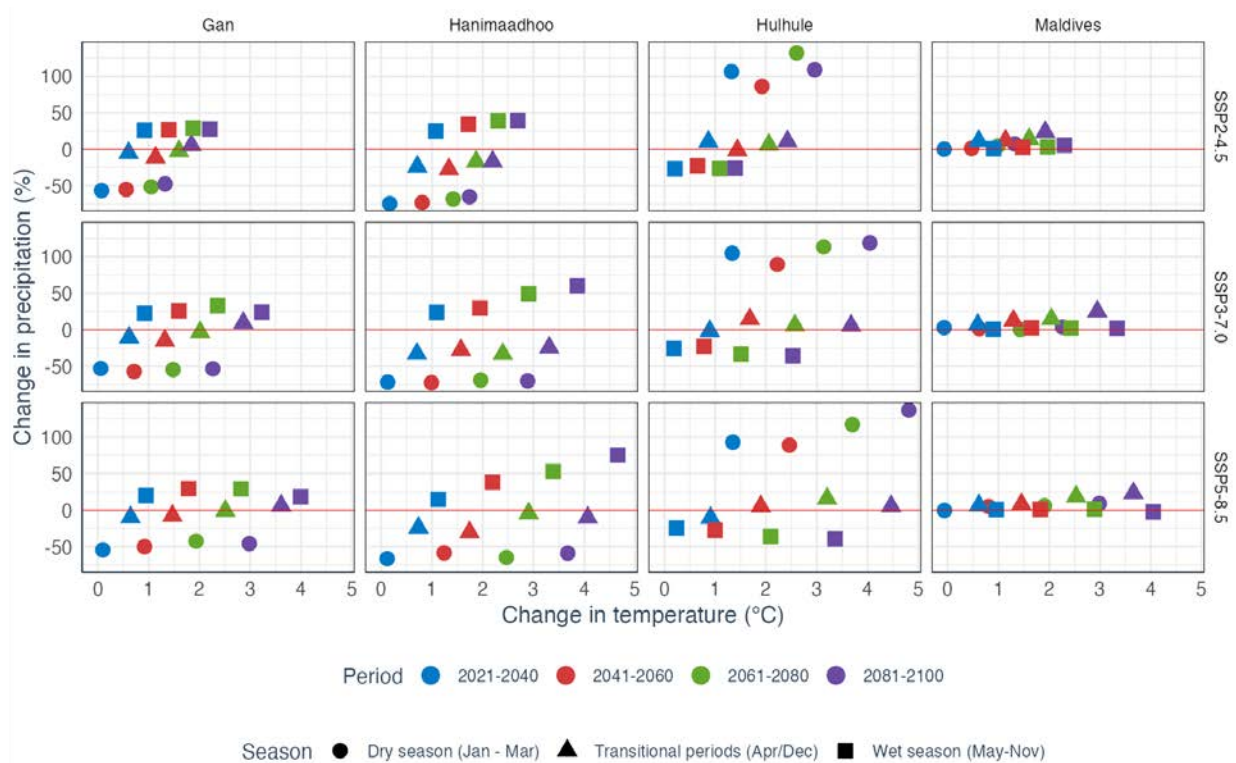 Gan Hanimaadhoo Hulhule Maldives
Change in precipitation (%)
100
50
0
-50
SSP2-4.5
100
50
0
-50
SSP3-7.0
100
50
0
-50
SSP5-8.5
0 1 2 3 4 5 0 1 2 3 4 5 0 1 2 3 4 5 0 1 2 3 4 5
Change in temperature (°C)
Period 2021-2040 2041-2060 2061-2080 2081-2100
Season Dry season (Jan - Mar) Transitional periods (Apr/Dec) Wet season (May-Nov)